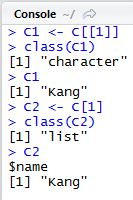 Console ~/
> C1 <- C[[1]]
> class(C1)
[1] "character"
> C1
[1] "Kang"
> C2 <- C[1]
> class(C2)
[1] "list"
> C2
$name
[1] "Kang"